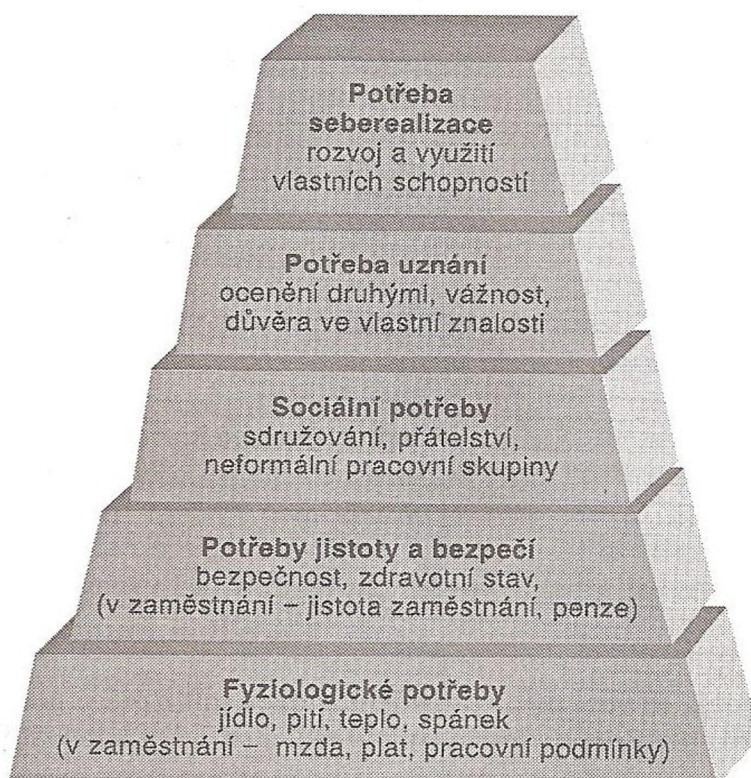 Potřeba
seberealizace
rozvoj a využití
vlastních schopností
Potřeba uznání
ocenění druhými, vážnost,
důvěra ve vlastní znalosti
Sociální potřeby
sdružování, přátelství,
neformální pracovní skupiny
Potřeby jistoty a bezpečí
bezpečnost, zdravotní stav,
(v zaměstnání – jistota zaměstnání, penze)
Fyziologické potřeby
jídlo, pití, teplo, spánek
(v zaměstnání – mzda, plat, pracovní podmínky)